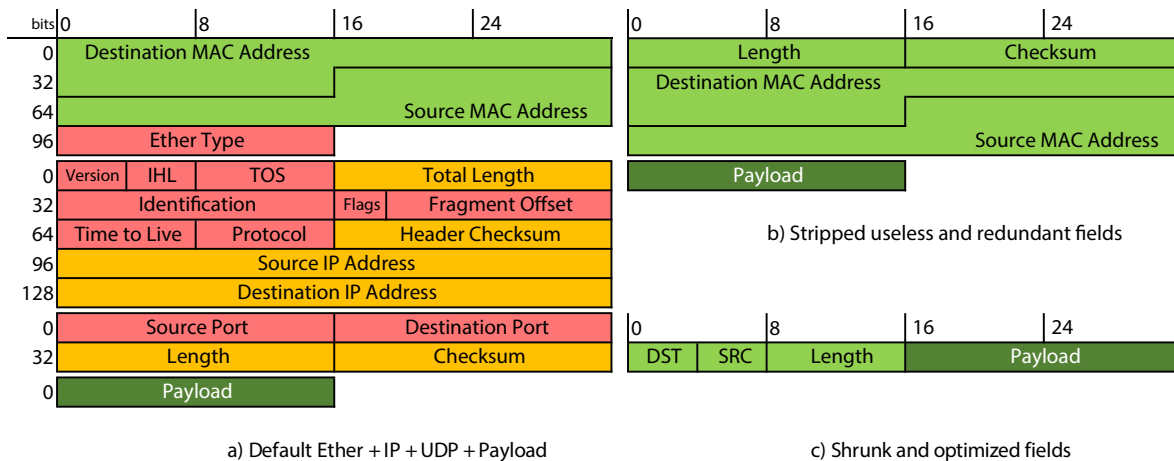 bits 0 8 16 24
0 Destination MAC Address
32
64 Source MAC Address
96 Ether Type
0 Version IHL TOS Total Length
32 Identification Flags Fragment Offset
64 Time to Live Protocol Header Checksum
96 Source IP Address
128 Destination IP Address
0 Source Port Destination Port
32 Length Checksum
0 Payload
a) Default Ether + IP + UDP + Payload
0 8 16 24
Length Checksum
Destination MAC Address
Source MAC Address
Payload
b) Stripped useless and redundant fields
0 8 16 24
DST SRC Length Payload
c) Shrunk and optimized fields